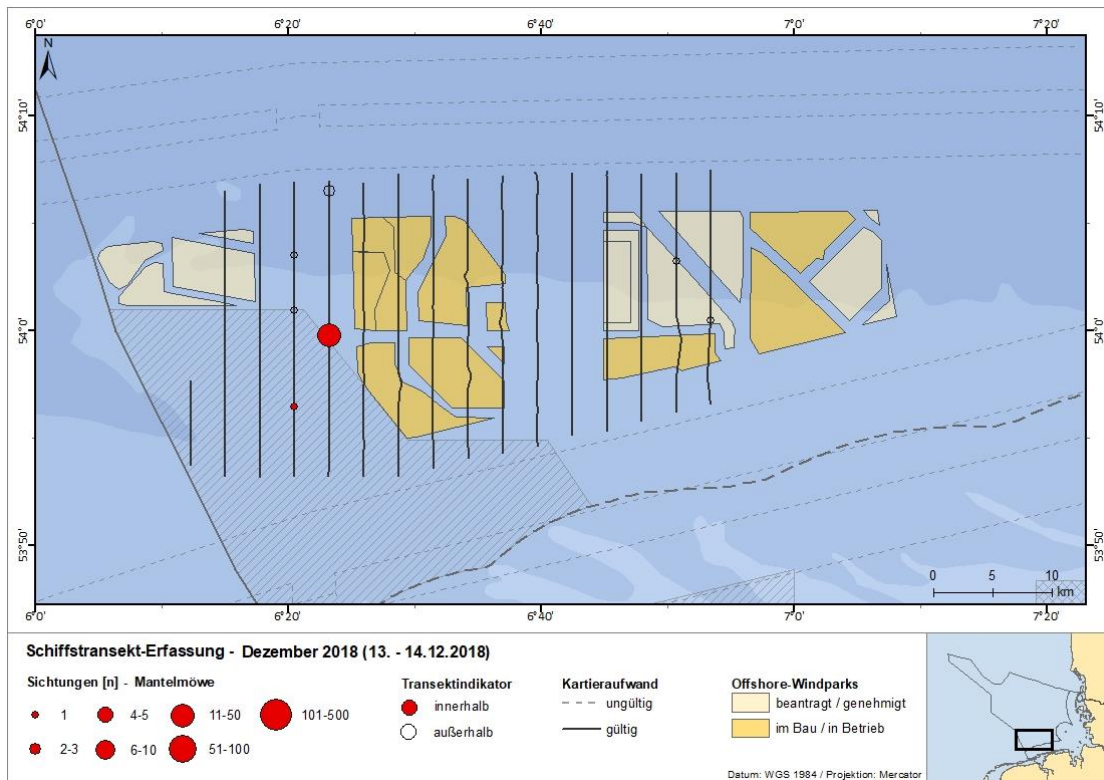 6°0' 6°20' 6°40' 7°0' 7°20'
N
54°10' 54°10'
54°0' 54°0'
53°50' 53°50'
0 5 10
km
6°0' 6°20' 6°40' 7°0' 7°20'
Schiffstransekt-Erfassung - Dezember 2018 (13. - 14.12.2018)
Sichtungen [n] - Mantelmöwe
1 4-5 11-50 101-500
2-3 6-10 51-100
Transektindikator
innerhalb
außerhalb
Kartieraufwand
ungültig
gültig
Offshore-Windparks
beantragt / genehmigt
im Bau / in Betrieb
Datum: WGS 1984 / Projektion: Mercator